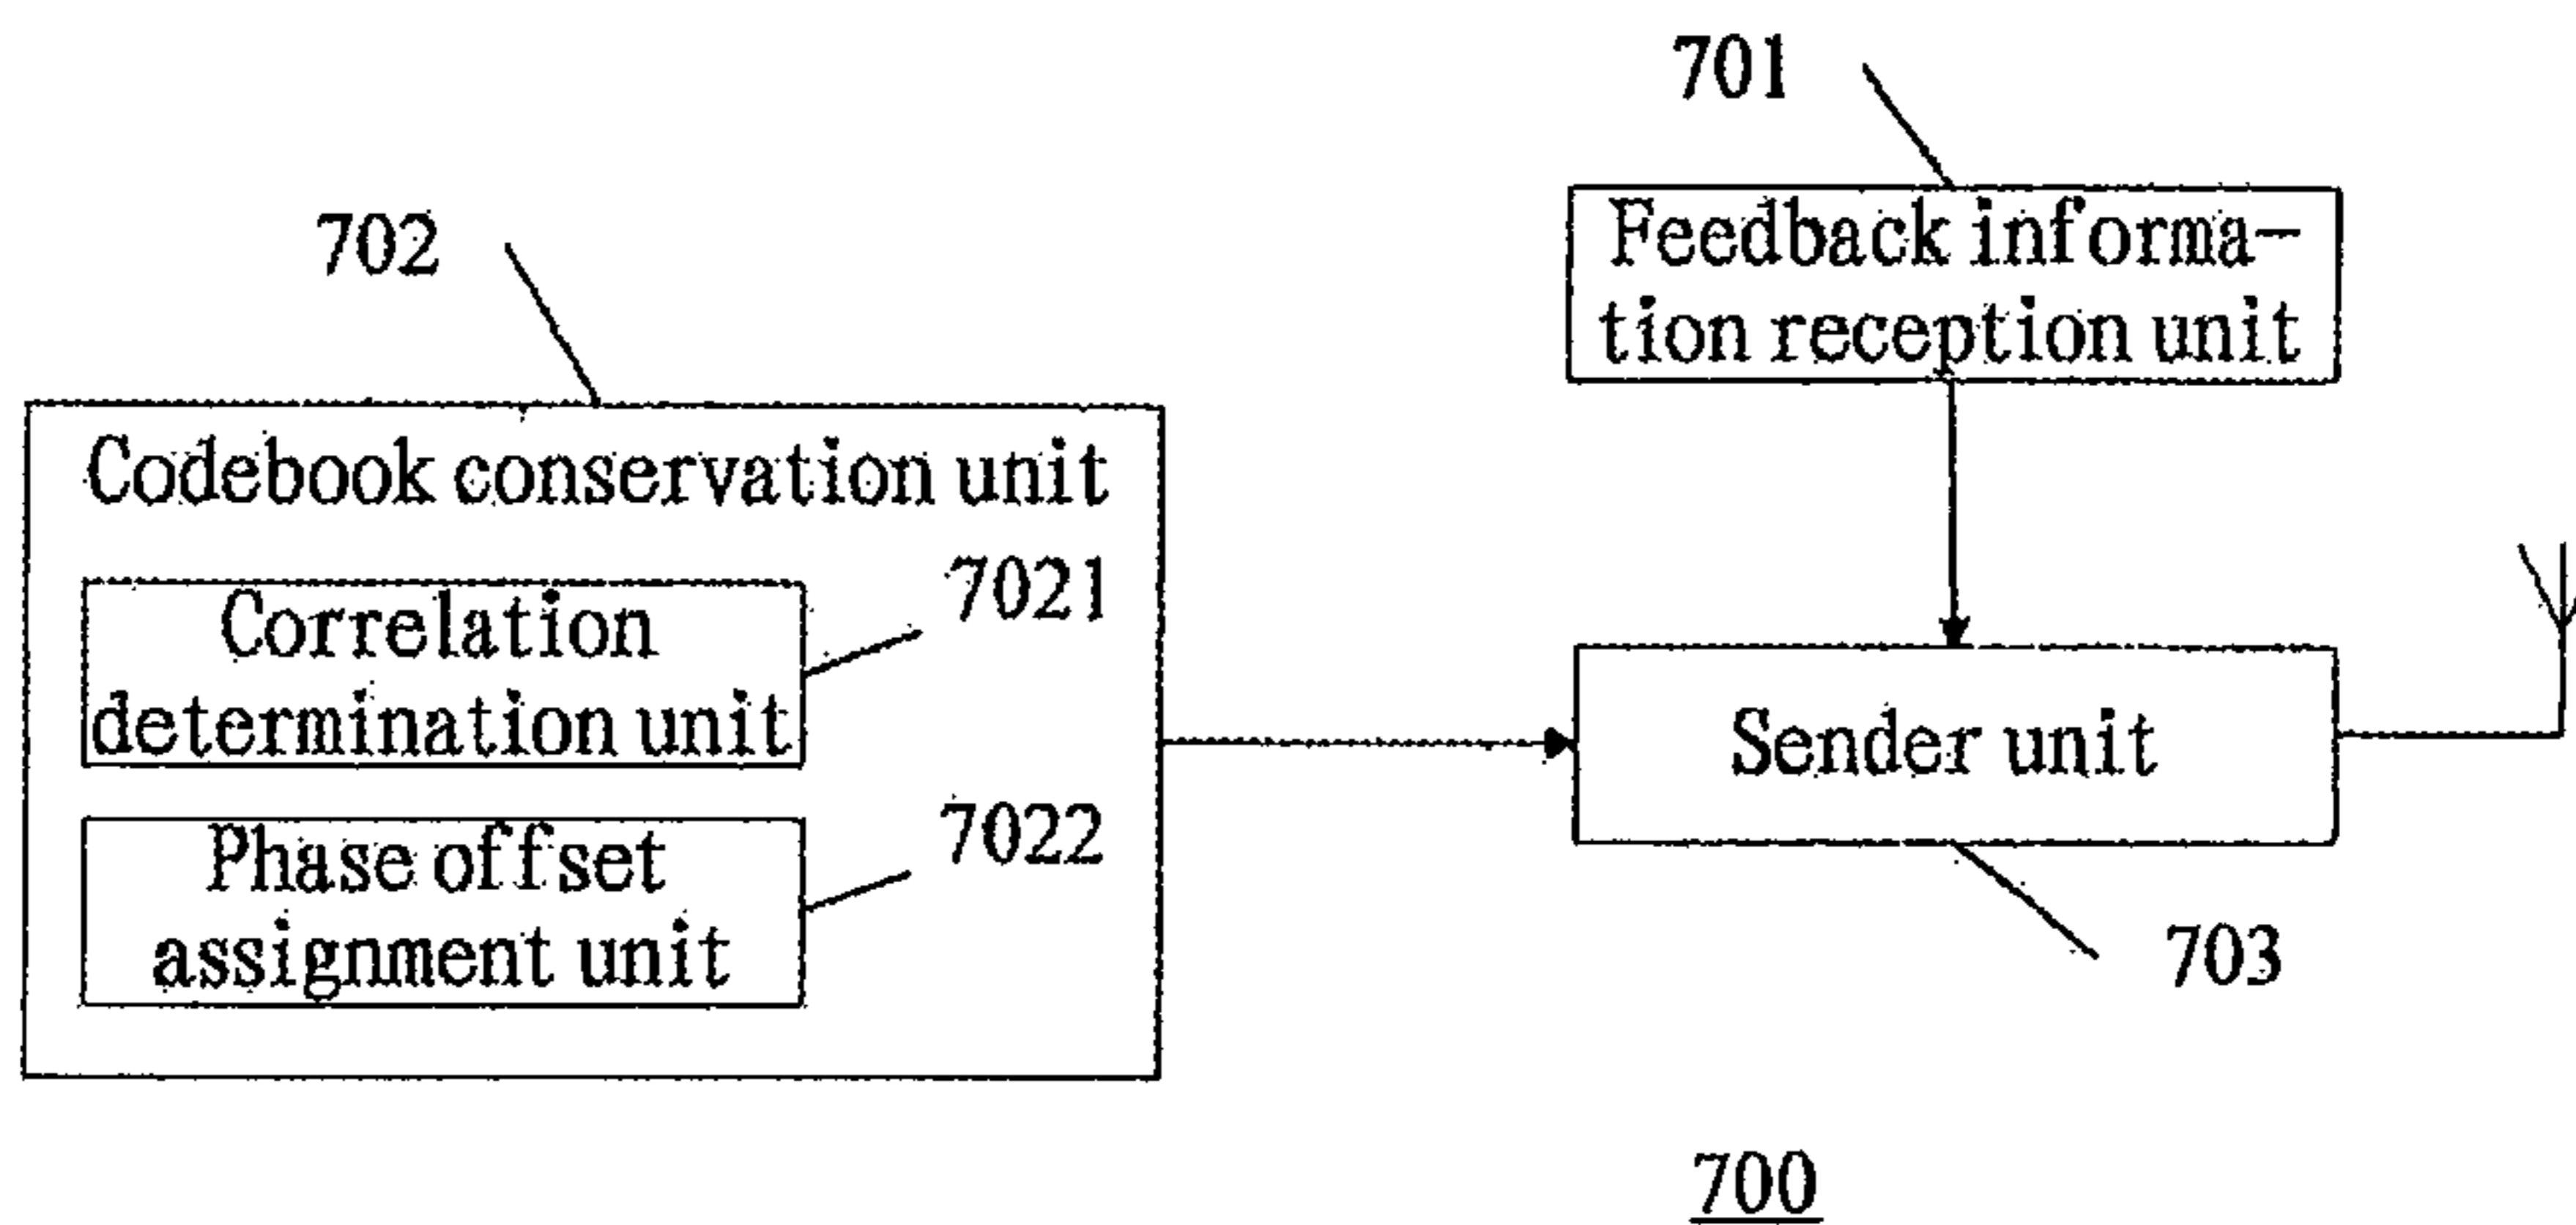 701
Feedback informa-
tion reception unit
702
Codebook conservation unit
7021
Correlation
determination unit
7022
Phase offset
assignment unit
Sender unit
703
700